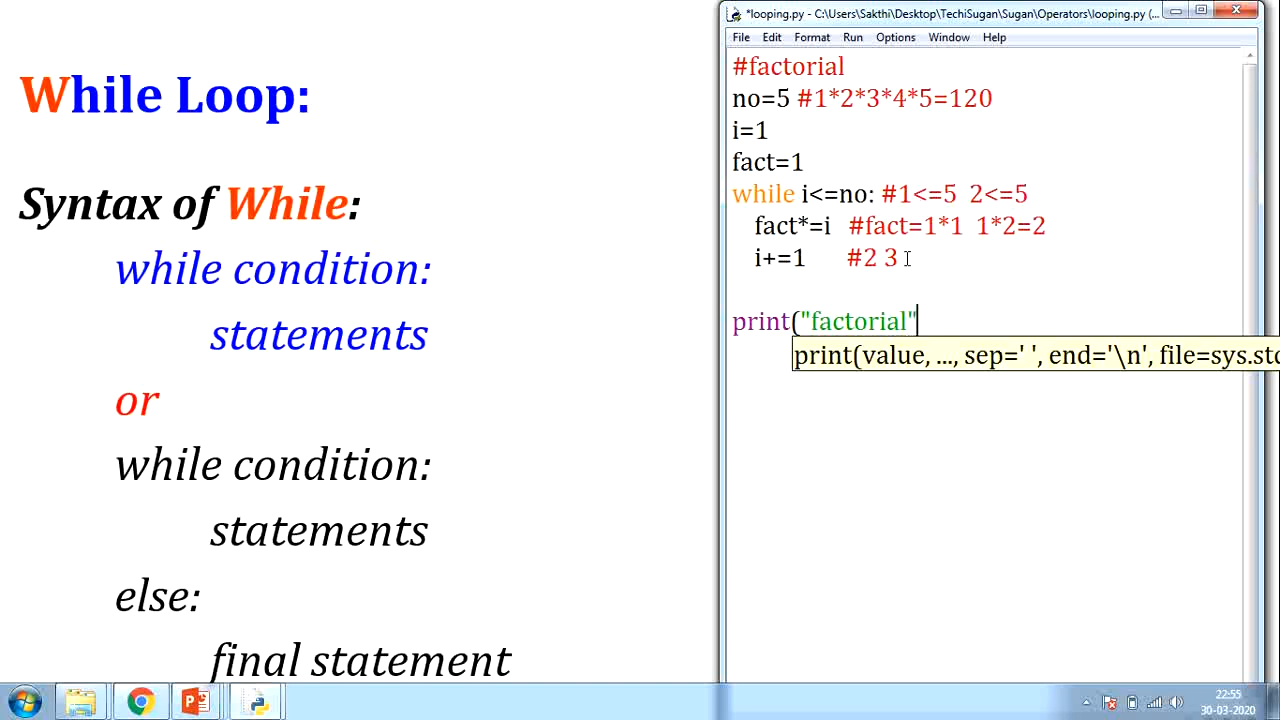 While Loop:
Syntax of While:
while condition:
statements
or
while condition:
statements
else:
final statement
*looping.py - C:\Users\Sakthi\Desktop\TechiSugan\Sugan\Operators\looping.py (...
File Edit Format Run Options Window Help
#factorial
no=5 #1*2*3*4*5=120
i=1
fact=1
while i<=no: #1<=5 2<=5
fact*=i #fact=1*1 1*2=2
i+=1 #2 3
print("factorial"
print(value, ..., sep=' ', end='\n', file=sys.std
22:55
30-03-2020